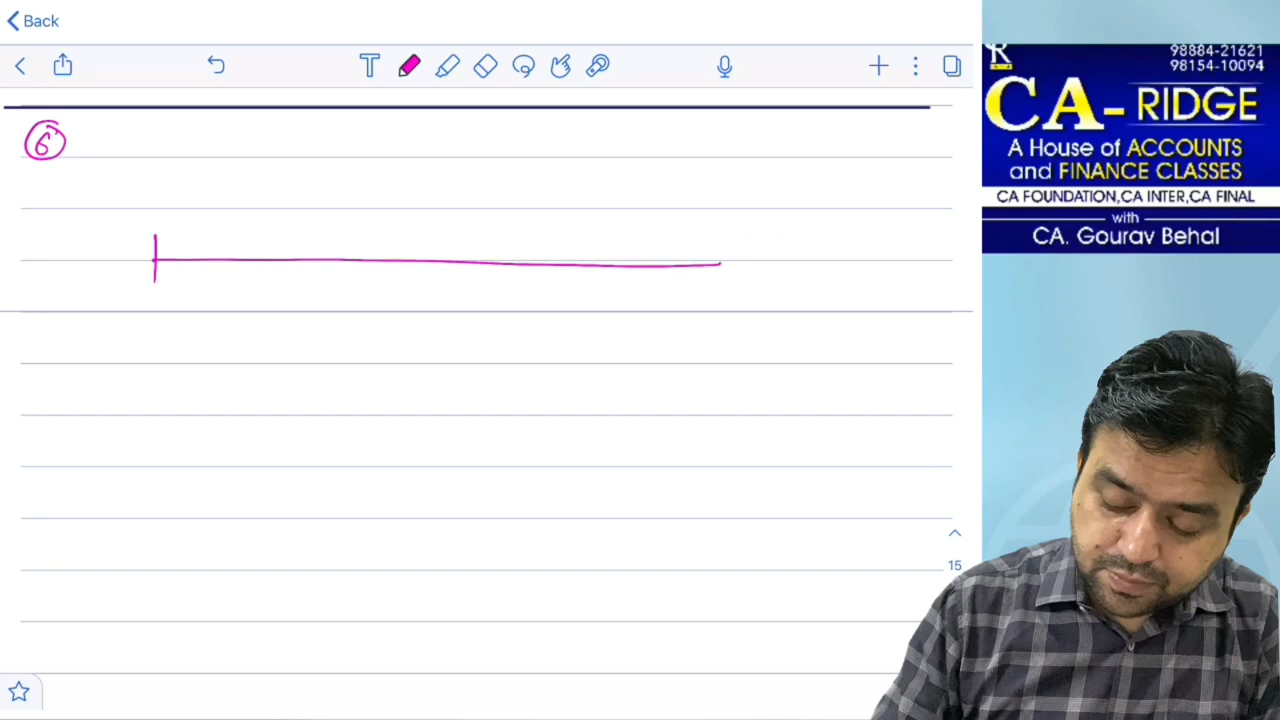 Back
T
6
15
R
98884-21621
98154-10094
CA- RIDGE
A House of ACCOUNTS
and FINANCE CLASSES
CA FOUNDATION,CA INTER,CA FINAL
with
CA. Gourav Behal